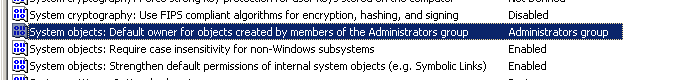 System cryptography: Use FIPS compliant algorithms for encryption, hashing, and signing Disabled
System objects: Default owner for objects created by members of the Administrators group Administrators group
System objects: Require case insensitivity for non-Windows subsystems Enabled
System objects: Strengthen default permissions of internal system objects (e.g. Symbolic Links) Enabled